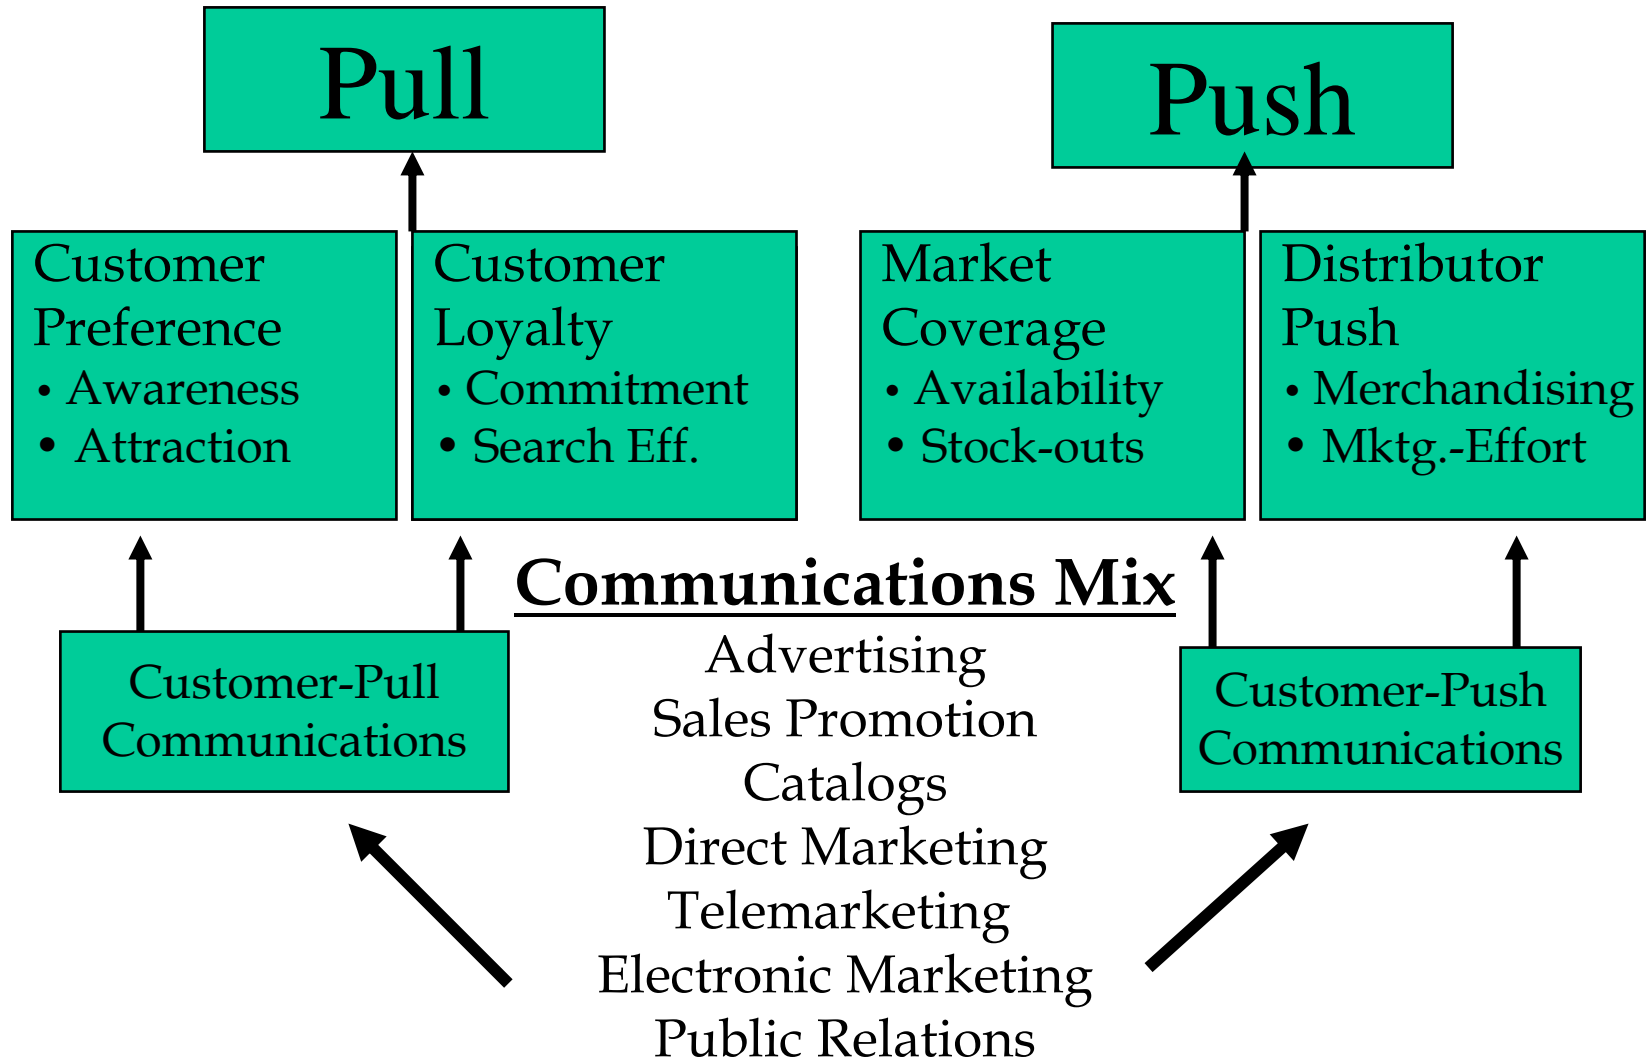 Pull
Push
Customer
Preference
• Awareness
• Attraction
Customer
Loyalty
• Commitment
• Search Eff.
Market
Coverage
• Availability
• Stock-outs
Distributor
Push
• Merchandising
• Mktg.-Effort
Customer-Pull
Communications
Communications Mix
Advertising
Sales Promotion
Catalogs
Direct Marketing
Telemarketing
Electronic Marketing
Public Relations
Customer-Push
Communications